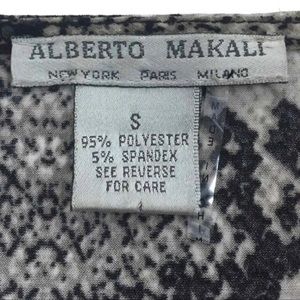 ALBERTO MAKALI
NEW YORK PARIS MILANO
S
95% POLYESTER
5% SPANDEX
SEE REVERSE
FOR CARE